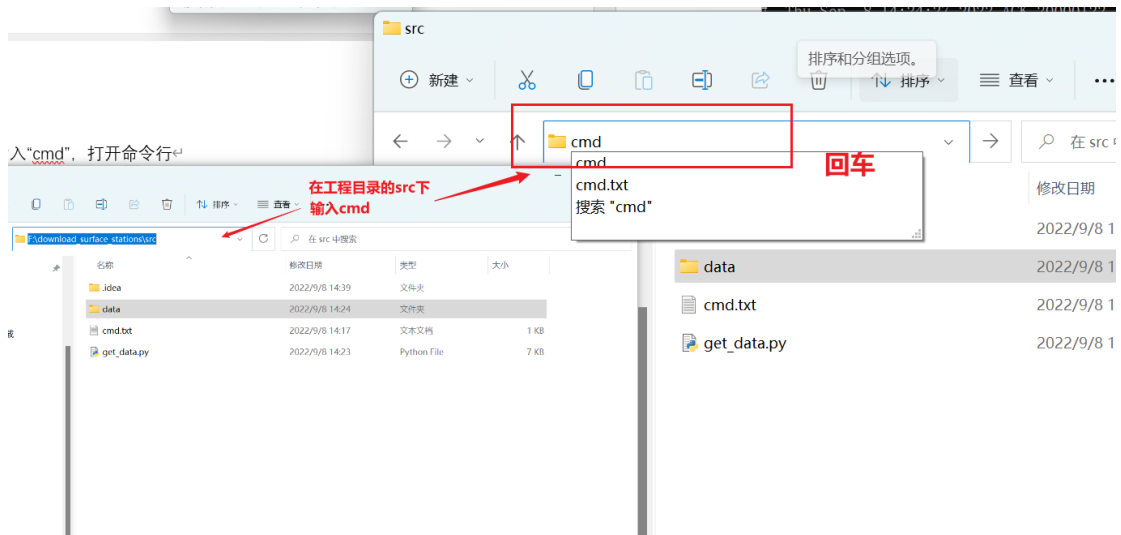 src
排序和分组选项。
新建
排序
查看
cmd
在 src
入“cmd”，打开命令行
cmd
cmd.txt
搜索 "cmd"
回车
在工程目录的src下
输入cmd
排序
查看
F:\download_surface_stations\src
在 src 中搜索
名称
修改日期
类型
大小
.idea
2022/9/8 14:39
文件夹
data
2022/9/8 14:24
文件夹
cmd.txt
2022/9/8 14:17
文本文档
1 KB
get_data.py
2022/9/8 14:23
Python File
7 KB
修改日期
2022/9/8 1
data
2022/9/8 1
cmd.txt
2022/9/8 1
get_data.py
2022/9/8 1